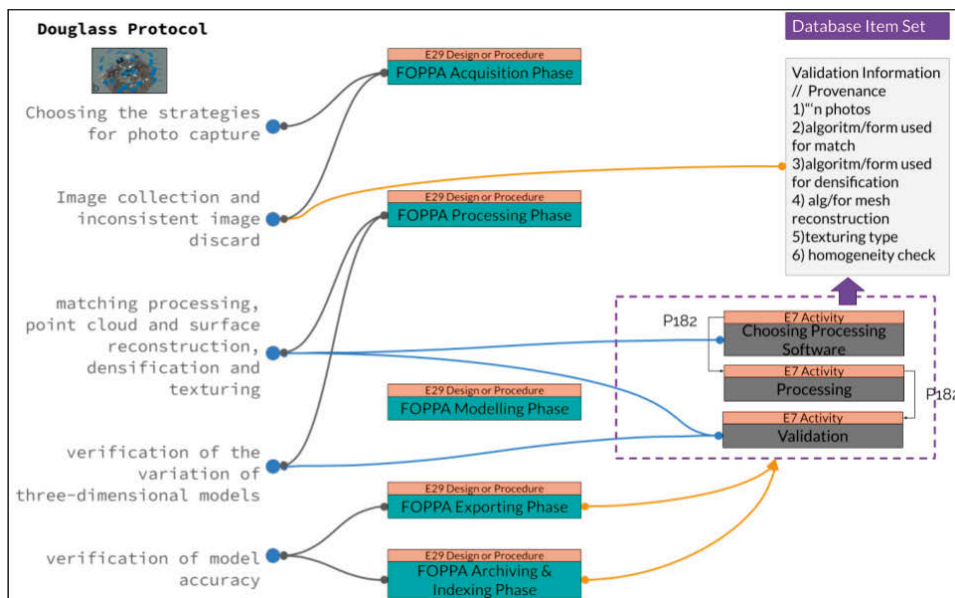 Douglass Protocol
Choosing the strategies
for photo capture
Image collection and
inconsistent image
discard
matching processing,
point cloud and surface
reconstruction,
densification and
texturing
verification of the
variation of
three-dimensional models
verification of model
accuracy
E29 Design or Procedure
FOPPA Acquisition Phase
E29 Design or Procedure
FOPPA Processing Phase
E29 Design or Procedure
FOPPA Modelling Phase
E29 Design or Procedure
FOPPA Exporting Phase
E29 Design or Procedure
FOPPA Archiving &
Indexing Phase
Database Item Set
Validation Information
// Provenance
1)“'n photos
2)algoritm/form used
for match
3)algoritm/form used
for densification
4) alg/for mesh
reconstruction
5)texturing type
6) homogeneity check
P182
E7 Activity
Choosing Processing
Software
E7 Activity
Processing
P182
E7 Activity
Validation